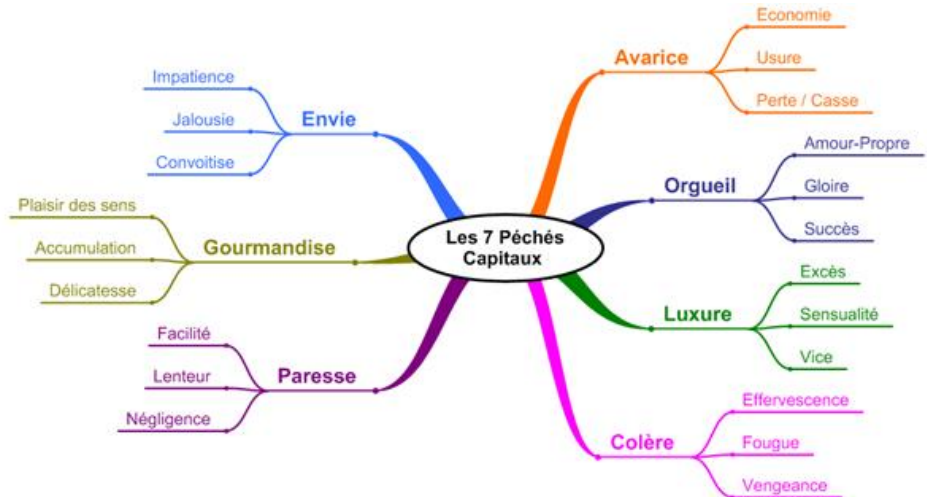 Les 7 Péchés
Capitaux
Avarice
Economie
Usure
Perte / Casse
Orgueil
Amour-Propre
Gloire
Succès
Luxure
Excès
Sensualité
Vice
Colère
Effervescence
Fougue
Vengeance
Paresse
Facilité
Lenteur
Négligence
Gourmandise
Plaisir des sens
Accumulation
Délicatesse
Envie
Impatience
Jalousie
Convoitise